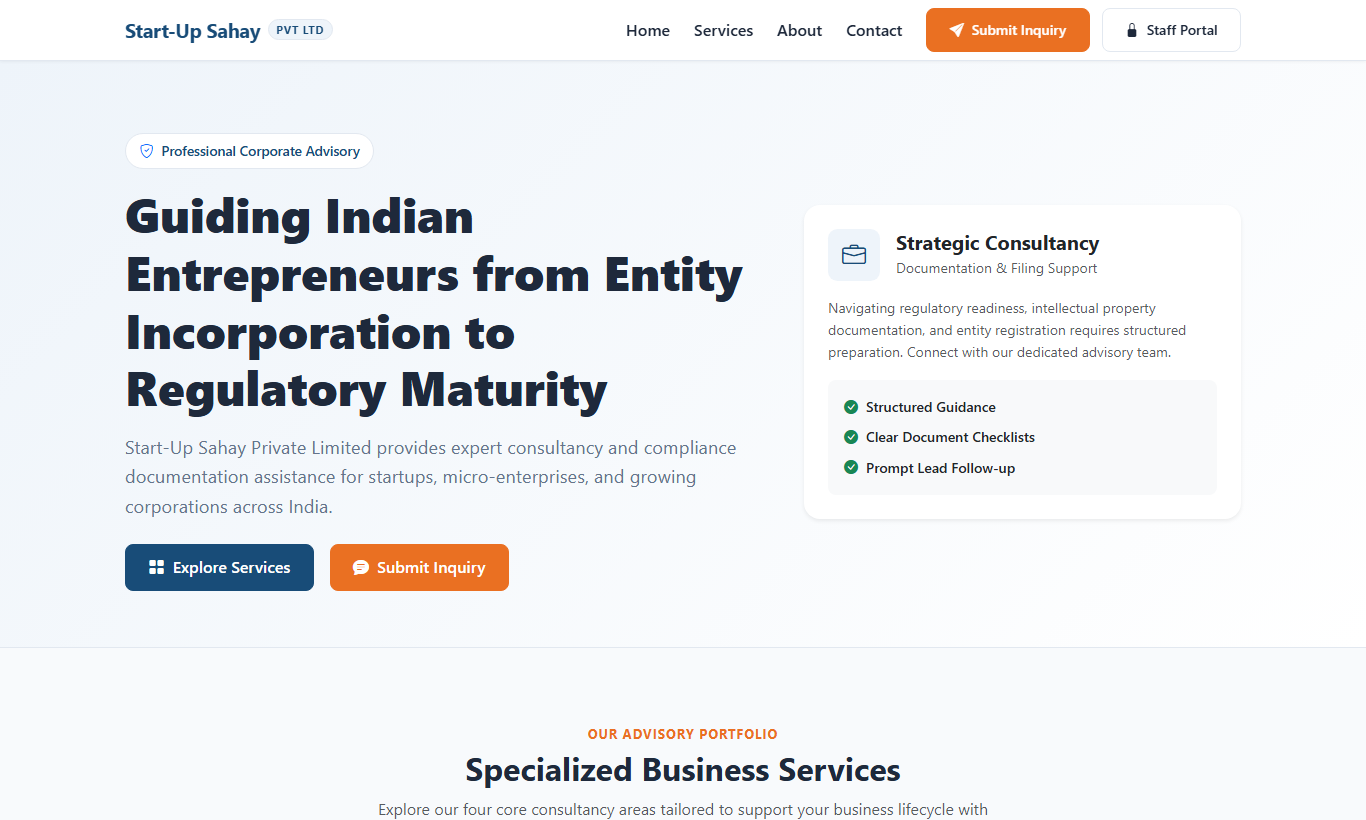 Start-Up Sahay PVT LTD
Home Services About Contact Submit Inquiry Staff Portal
Professional Corporate Advisory
Guiding Indian
Entrepreneurs from Entity
Incorporation to
Regulatory Maturity
Start-Up Sahay Private Limited provides expert consultancy and compliance
documentation assistance for startups, micro-enterprises, and growing
corporations across India.
Explore Services Submit Inquiry
Strategic Consultancy
Documentation & Filing Support
Navigating regulatory readiness, intellectual property
documentation, and entity registration requires structured
preparation. Connect with our dedicated advisory team.
Structured Guidance
Clear Document Checklists
Prompt Lead Follow-up
OUR ADVISORY PORTFOLIO
Specialized Business Services
Explore our four core consultancy areas tailored to support your business lifecycle with